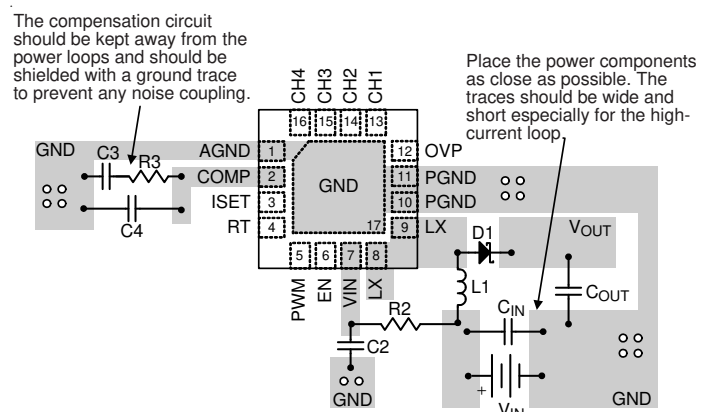 The compensation circuit
should be kept away from the
power loops and should be
shielded with a ground trace
to prevent any noise coupling.
Place the power components
as close as possible. The
traces should be wide and
short especially for the high-
current loop.
CH4 CH3 CH2 CH1
16 15 14 13
GND
C3
R3
C4
AGND 1
COMP 2
ISET 3
RT 4
GND
17
12 OVP
11 PGND
10 PGND
9 LX
5 6 7 8
PWM EN VIN LX
D1
VOUT
L1
R2
CIN
COUT
C2
+
VIN
GND
GND